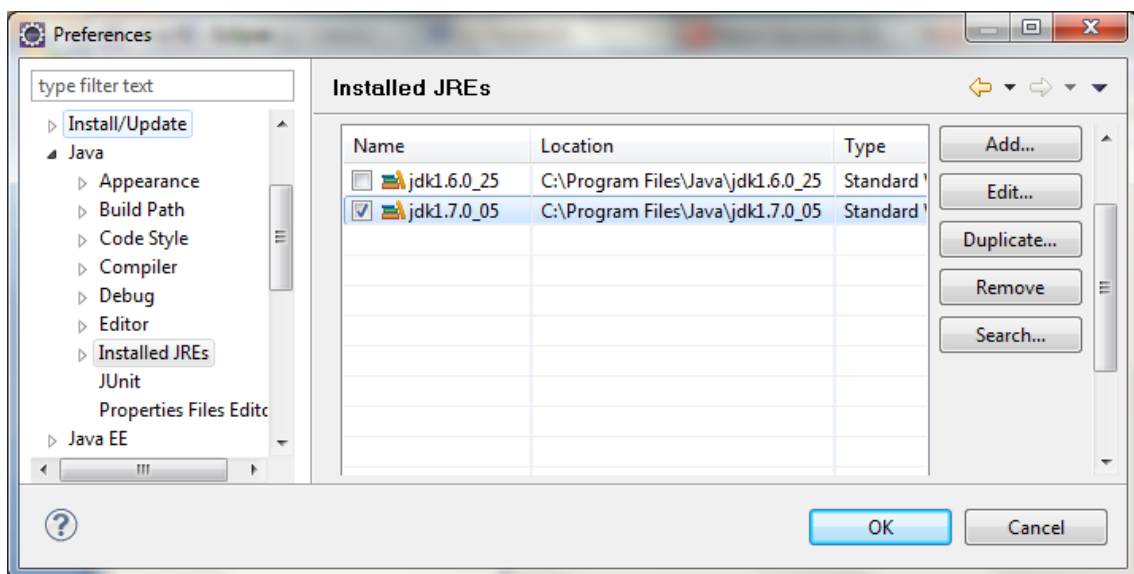 Preferences
type filter text
Installed JREs
Install/Update
Java
Appearance
Build Path
Code Style
Compiler
Debug
Editor
Installed JREs
JUnit
Properties Files Edito
Java EE
Name Location Type
jdk1.6.0_25 C:\Program Files\Java\jdk1.6.0_25 Standard
jdk1.7.0_05 C:\Program Files\Java\jdk1.7.0_05 Standard
Add...
Edit...
Duplicate...
Remove
Search...
?
OK Cancel